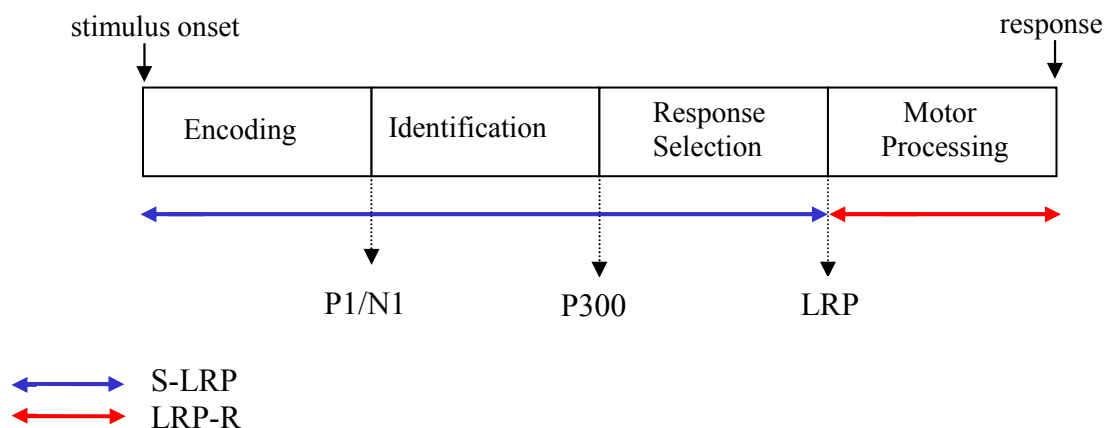 stimulus onset
response
Encoding
Identification
Response
Selection
Motor
Processing
P1/N1
P300
LRP
S-LRP
LRP-R